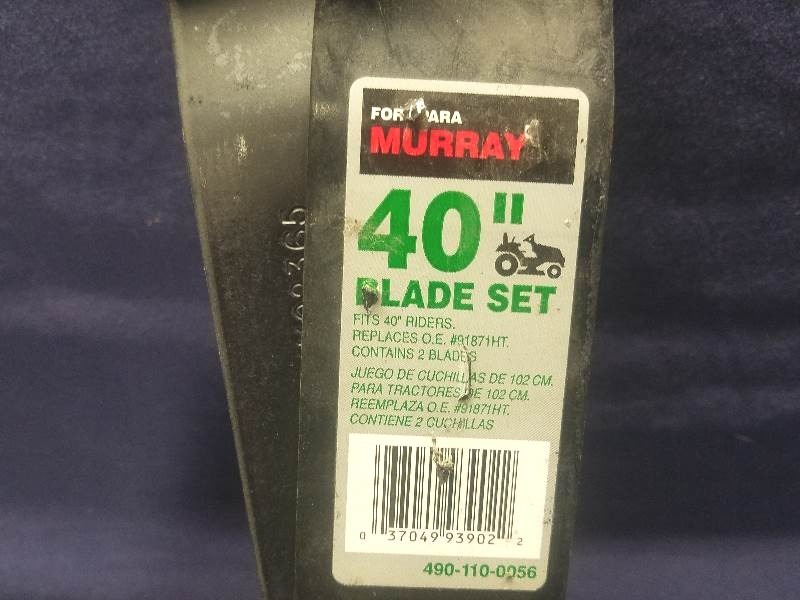 FOR/PARA
MURRAY
40"
BLADE SET
FITS 40" RIDERS.
REPLACES O.E. #91871HT.
CONTAINS 2 BLADES
JUEGO DE CUCHILLAS DE 102 CM.
PARA TRACTORES DE 102 CM.
REEMPLAZA O.E. #91871HT.
CONTIENE 2 CUCHILLAS
0 37049 93902 2
490-110-0056